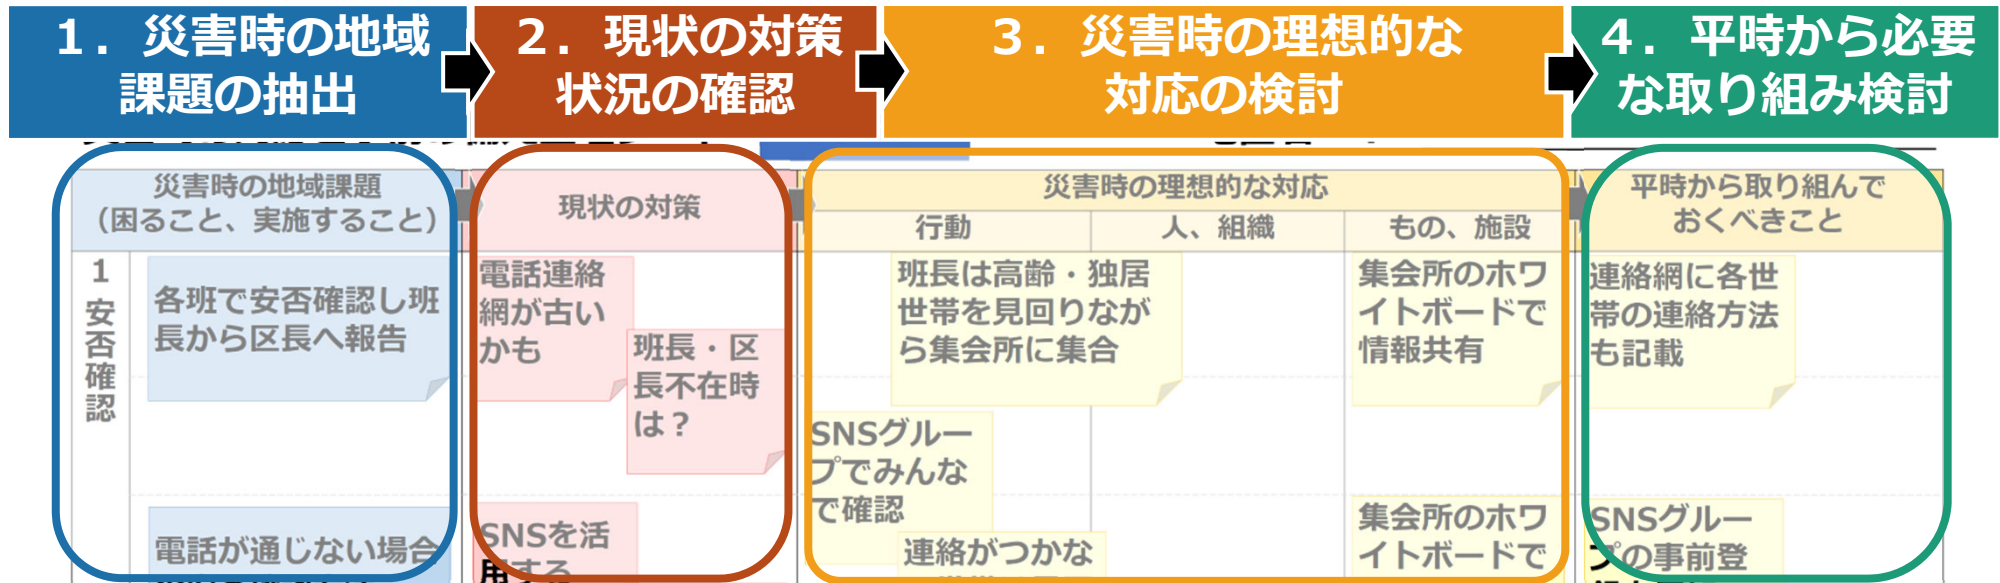 1. 災害時の地域
課題の抽出
2. 現状の対策
状況の確認
3. 災害時の理想的な
対応の検討
4. 平時から必要
な取り組み検討
災害時の地域課題
（困ること、実施すること）
現状の対策
災害時の理想的な対応
行動
人、組織
もの、施設
平時から取り組んで
おくべきこと
1
安否確認
各班で安否確認し班
長から区長へ報告
電話連絡
網が古い
かも
班長・区
長不在時
は？
班長は高齢・独居
世帯を見回りなが
ら集会所に集合
集会所のホワ
イトボードで
情報共有
連絡網に各世
帯の連絡方法
も記載
SNSグルー
プでみんな
で確認
電話が通じない場合
SNSを活
用する
連絡がつかな
集会所のホワ
イトボードで
SNSグルー
プの事前登